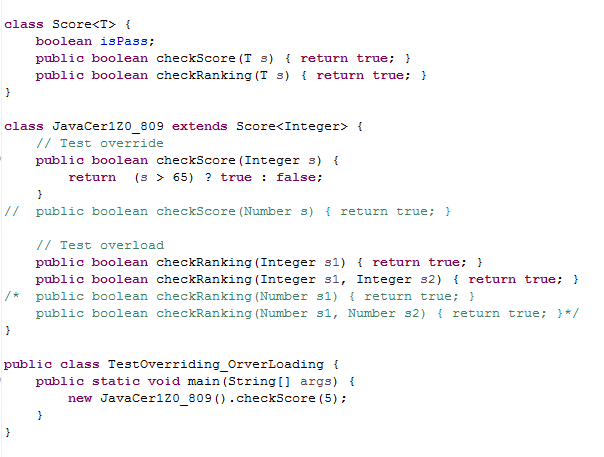 class Score<T> {
    boolean isPass;
    public boolean checkScore(T s) { return true; }
    public boolean checkRanking(T s) { return true; }
}

class JavaCer1Z0_809 extends Score<Integer> {
    // Test override
    public boolean checkScore(Integer s) {
        return  (s > 65) ? true : false;
    }
//  public boolean checkScore(Number s) { return true; }

    // Test overload
    public boolean checkRanking(Integer s1) { return true; }
    public boolean checkRanking(Integer s1, Integer s2) { return true; }
/*  public boolean checkRanking(Number s1) { return true; }
    public boolean checkRanking(Number s1, Number s2) { return true; }*/
}

public class TestOverriding_OrverLoading {
    public static void main(String[] args) {
        new JavaCer1Z0_809().checkScore(5);
    }
}